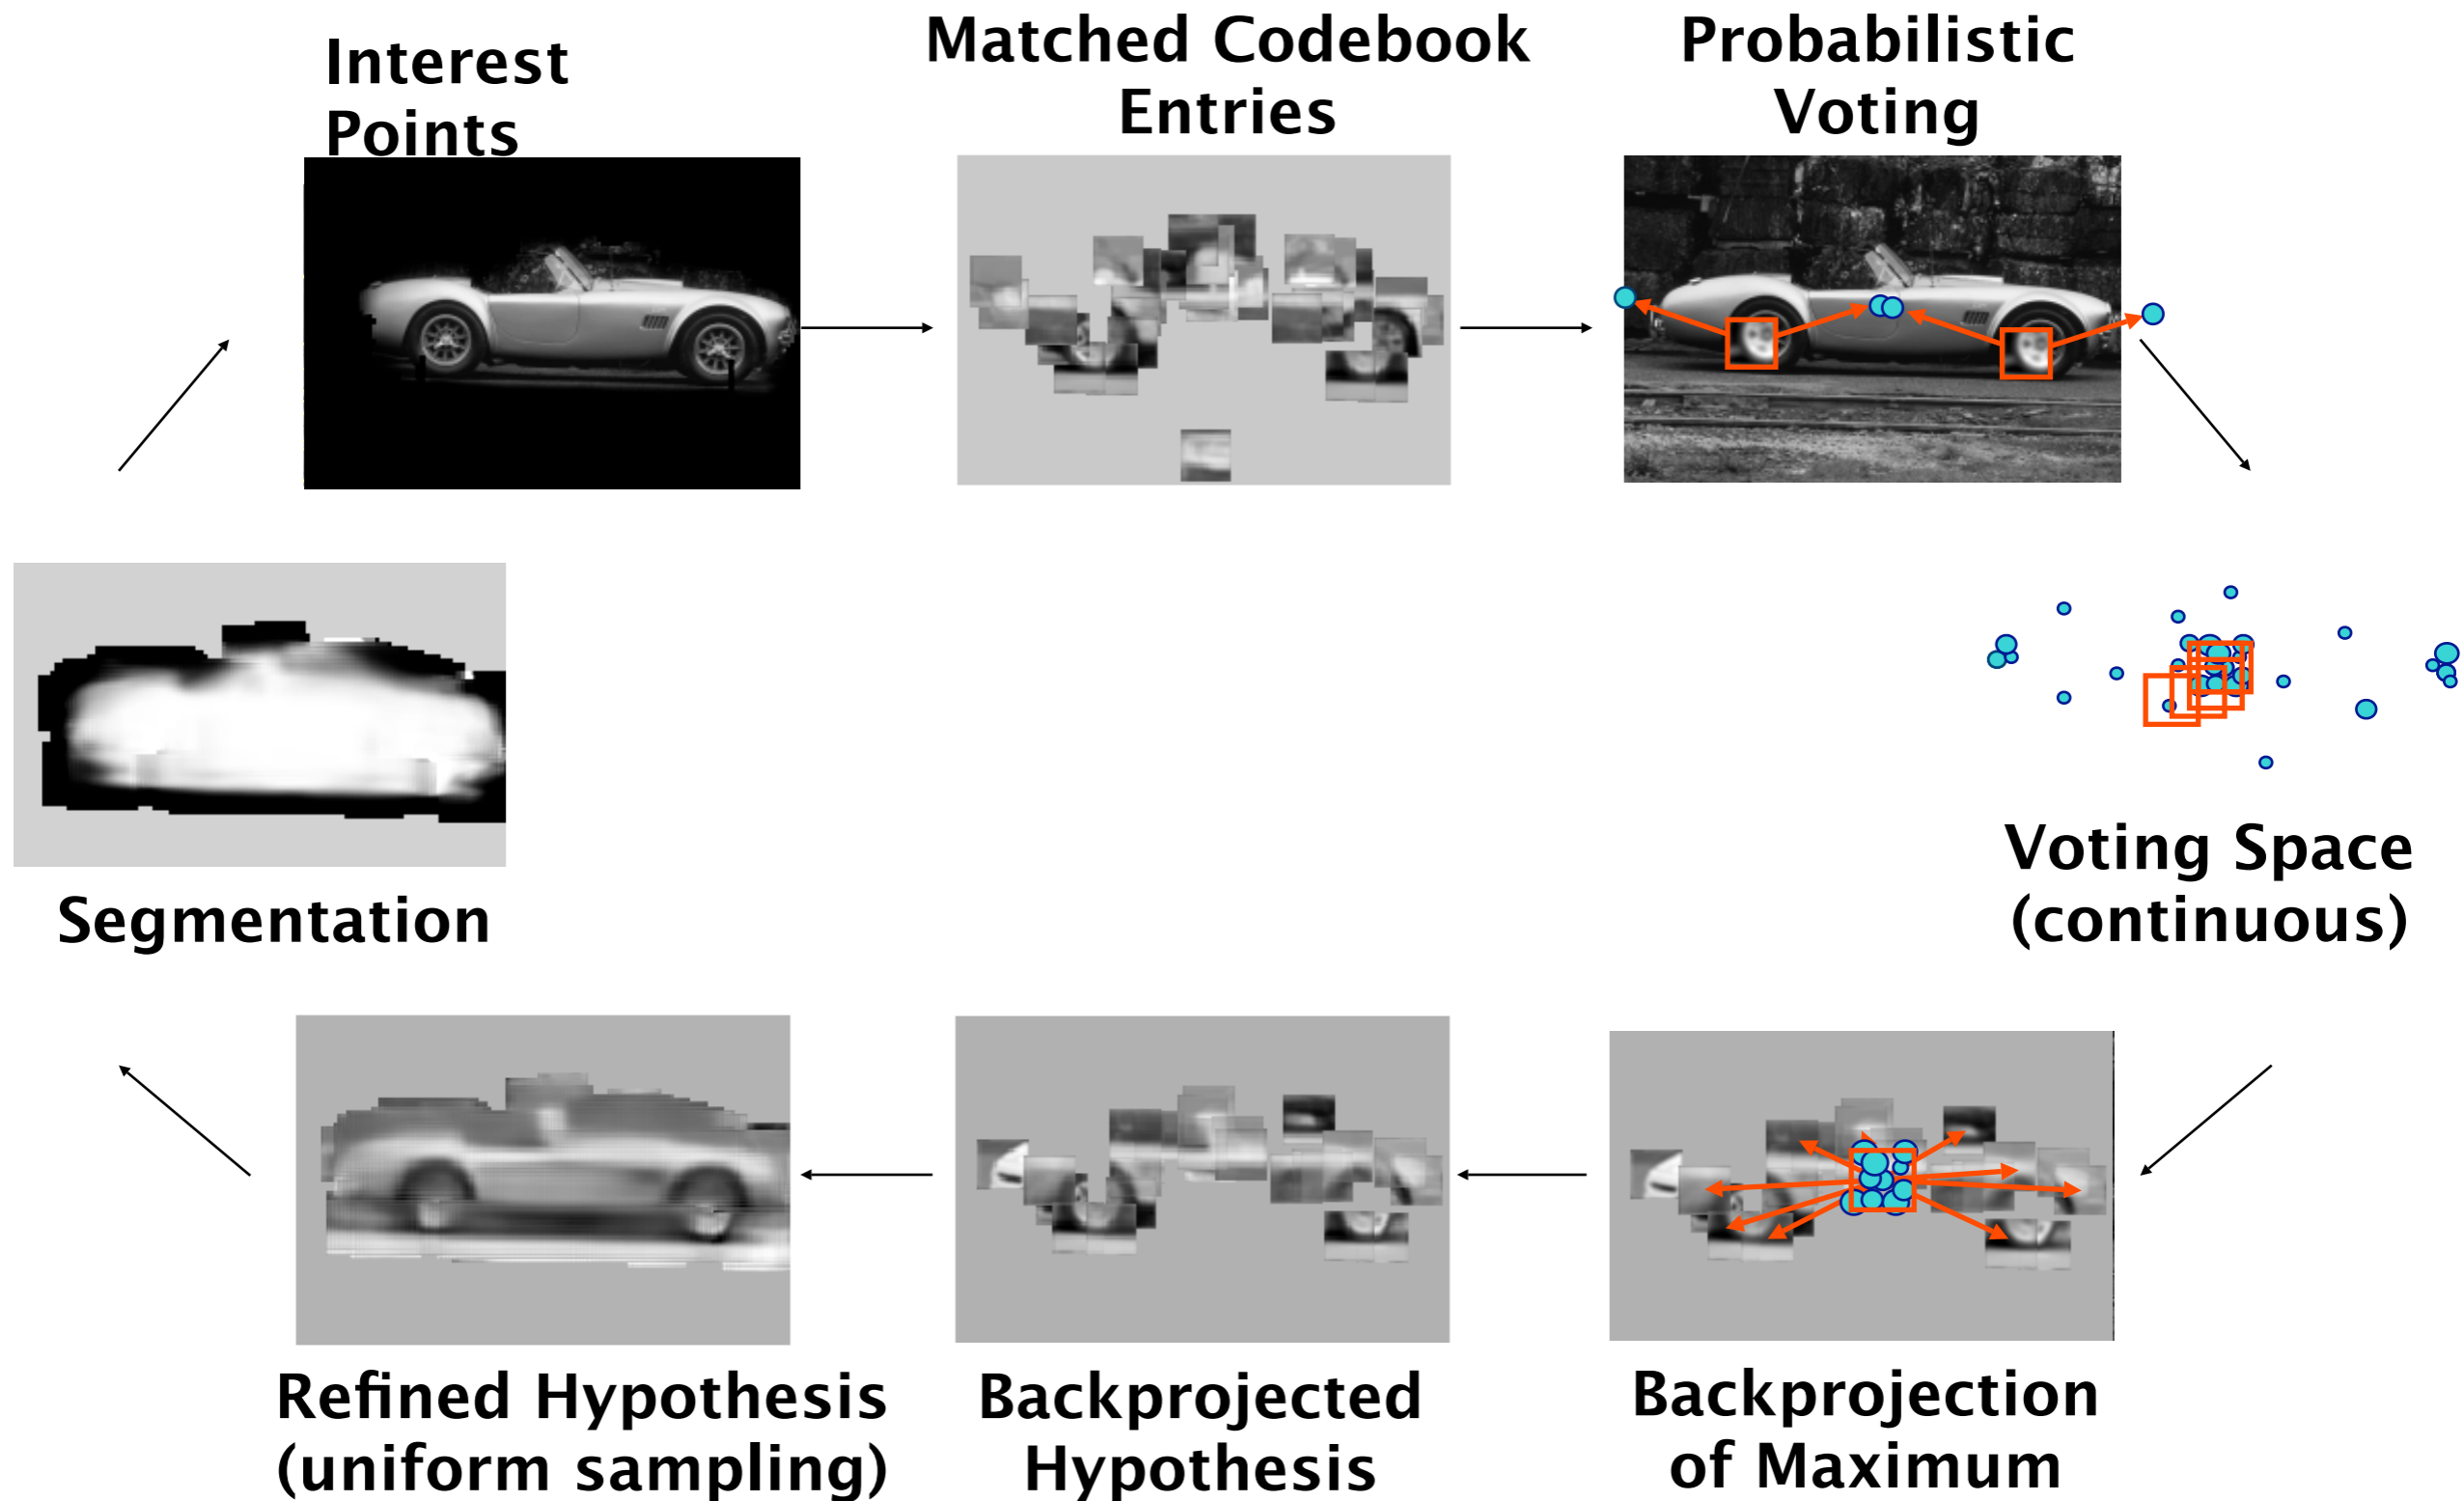 Interest
Points
Matched Codebook
Entries
Probabilistic
Voting
Segmentation
Voting Space
(continuous)
Refined Hypothesis
(uniform sampling)
Backprojected
Hypothesis
Backprojection
of Maximum